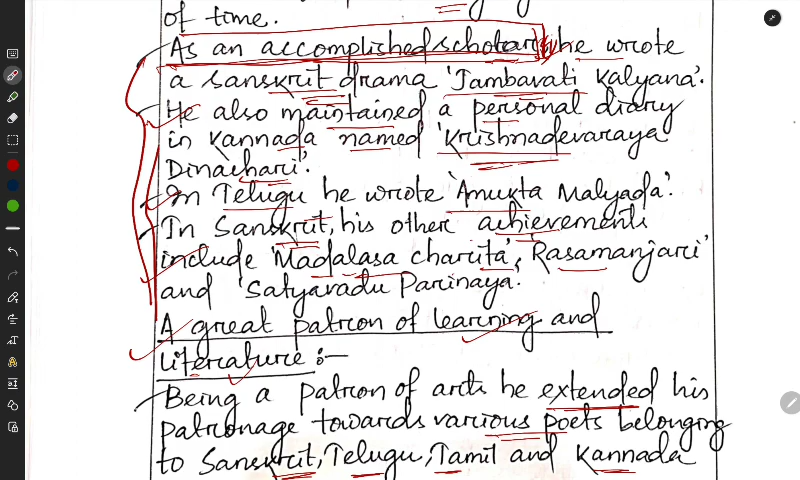 of time.
As an accomplished scholar, he wrote
a sanskrit drama 'Jambavati Kalyana'.
He also maintained a personal diary
in Kannada named 'Krishnadevaraya
Dinachari'.
In Telugu he wrote 'Amukta Malyada'.
In Sanskrit, his other achievements
include 'Madalasa charita', Rasamanjari'
and 'Satyavadu Parinaya.
A great patron of learning and
literature :-
Being a patron of arts he extended his
patronage towards various poets belonging
to Sanskrit, Telugu, Tamil and Kannada